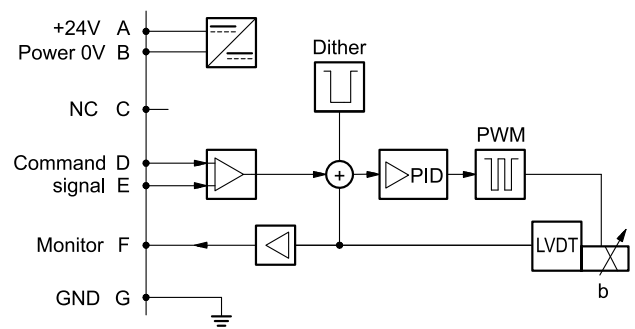 +24V A
Power 0V B
Dither
NC C
PWM
Command D
signal E
+
PID
Monitor F
LVDT
b
GND G